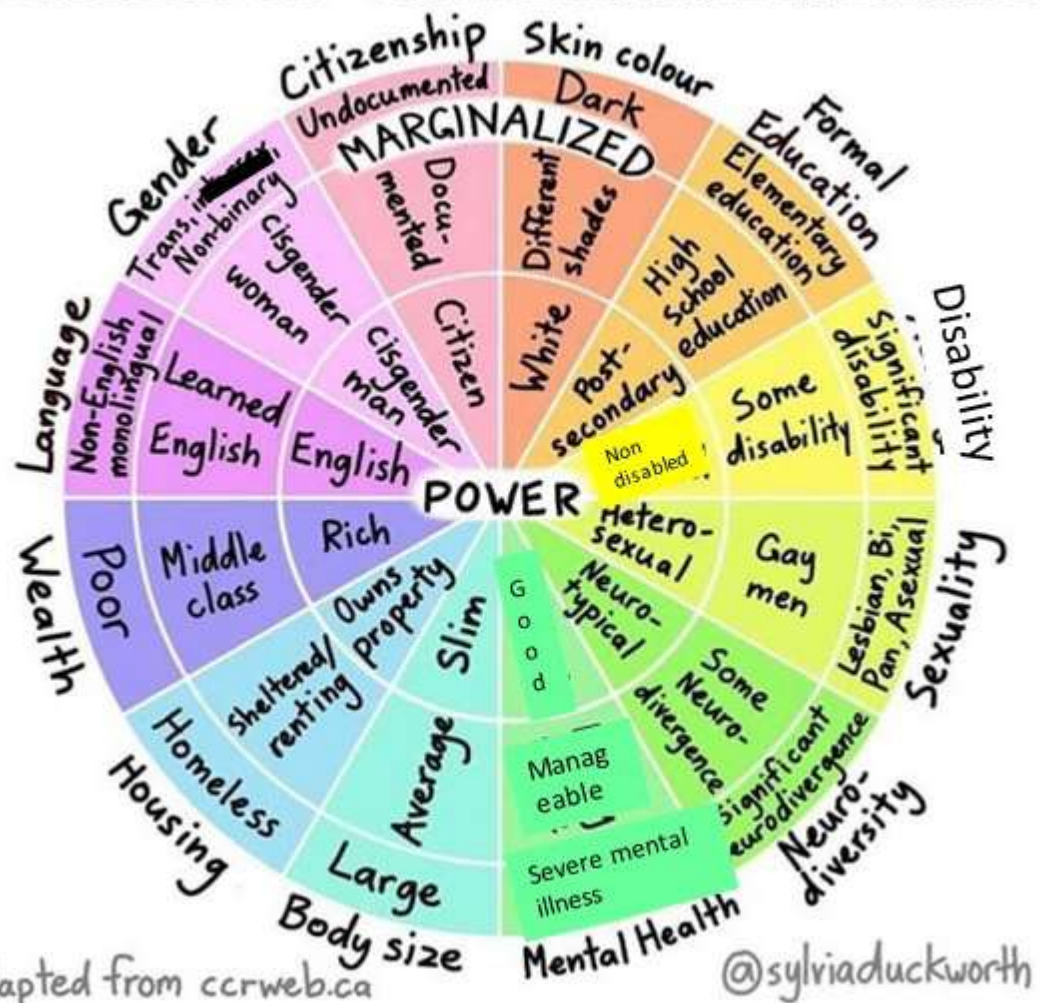 Citizenship
Undocumented
Docu-
mented
Citizen
Skin colour
Dark
Different
shades
White
MARGINALIZED
Formal
Education
Elementary
education
High
school
education
Post-
secondary
Disability
Significant
disability
Some
disability
Non
disabled
Sexuality
Lesbian, Bi,
Pan, Asexual
Gay
men
Hetero-
sexual
Neuro-
diversity
Significant
eurodivergence
Some
Neuro-
divergence
Neuro-
typical
Mental Health
Severe mental
illness
Manag
eable
G
o
o
d
Body size
Large
Average
Slim
Housing
Homeless
Sheltered/
renting
Owns
property
Wealth
Poor
Middle
class
Rich
Language
Non-English
monolingual
Learned
English
English
Gender
Trans,
Non-binary
cisgender
woman
cisgender
man
POWER
apted from ccrweb.ca
@sylviaduckworth